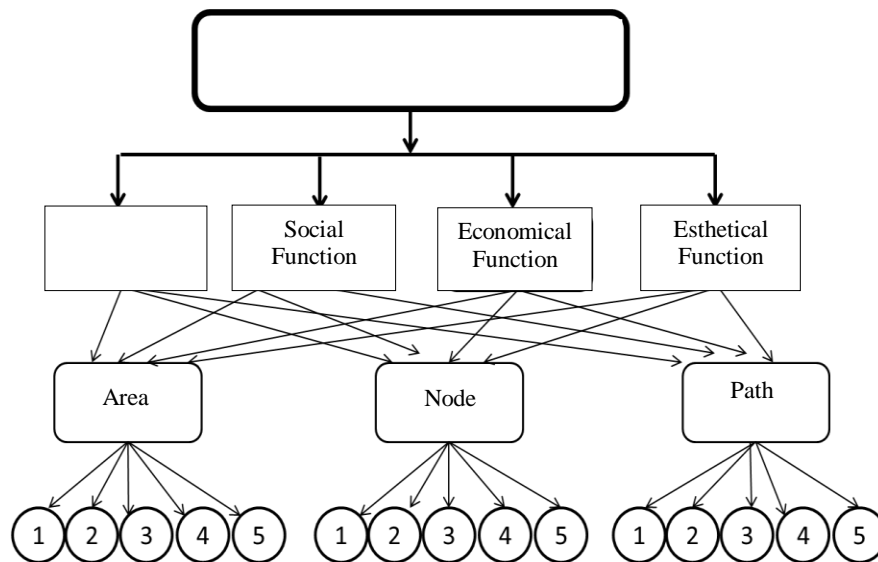 Social
Function
Economical
Function
Esthetical
Function
Area
Node
Path
1 2 3 4 5
1 2 3 4 5
1 2 3 4 5